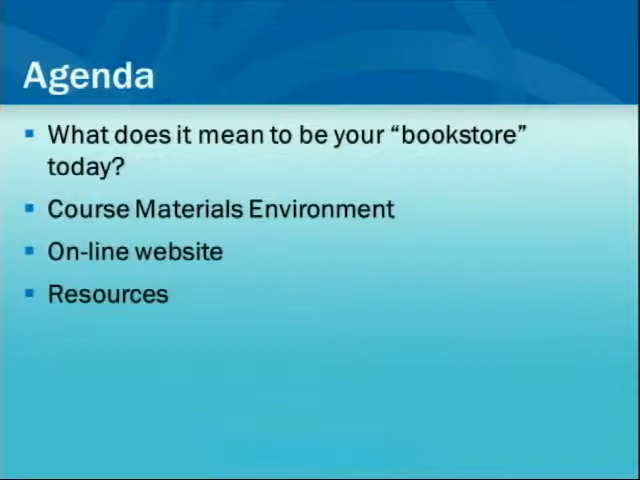 Agenda
What does it mean to be your “bookstore”
today?
Course Materials Environment
On-line website
Resources